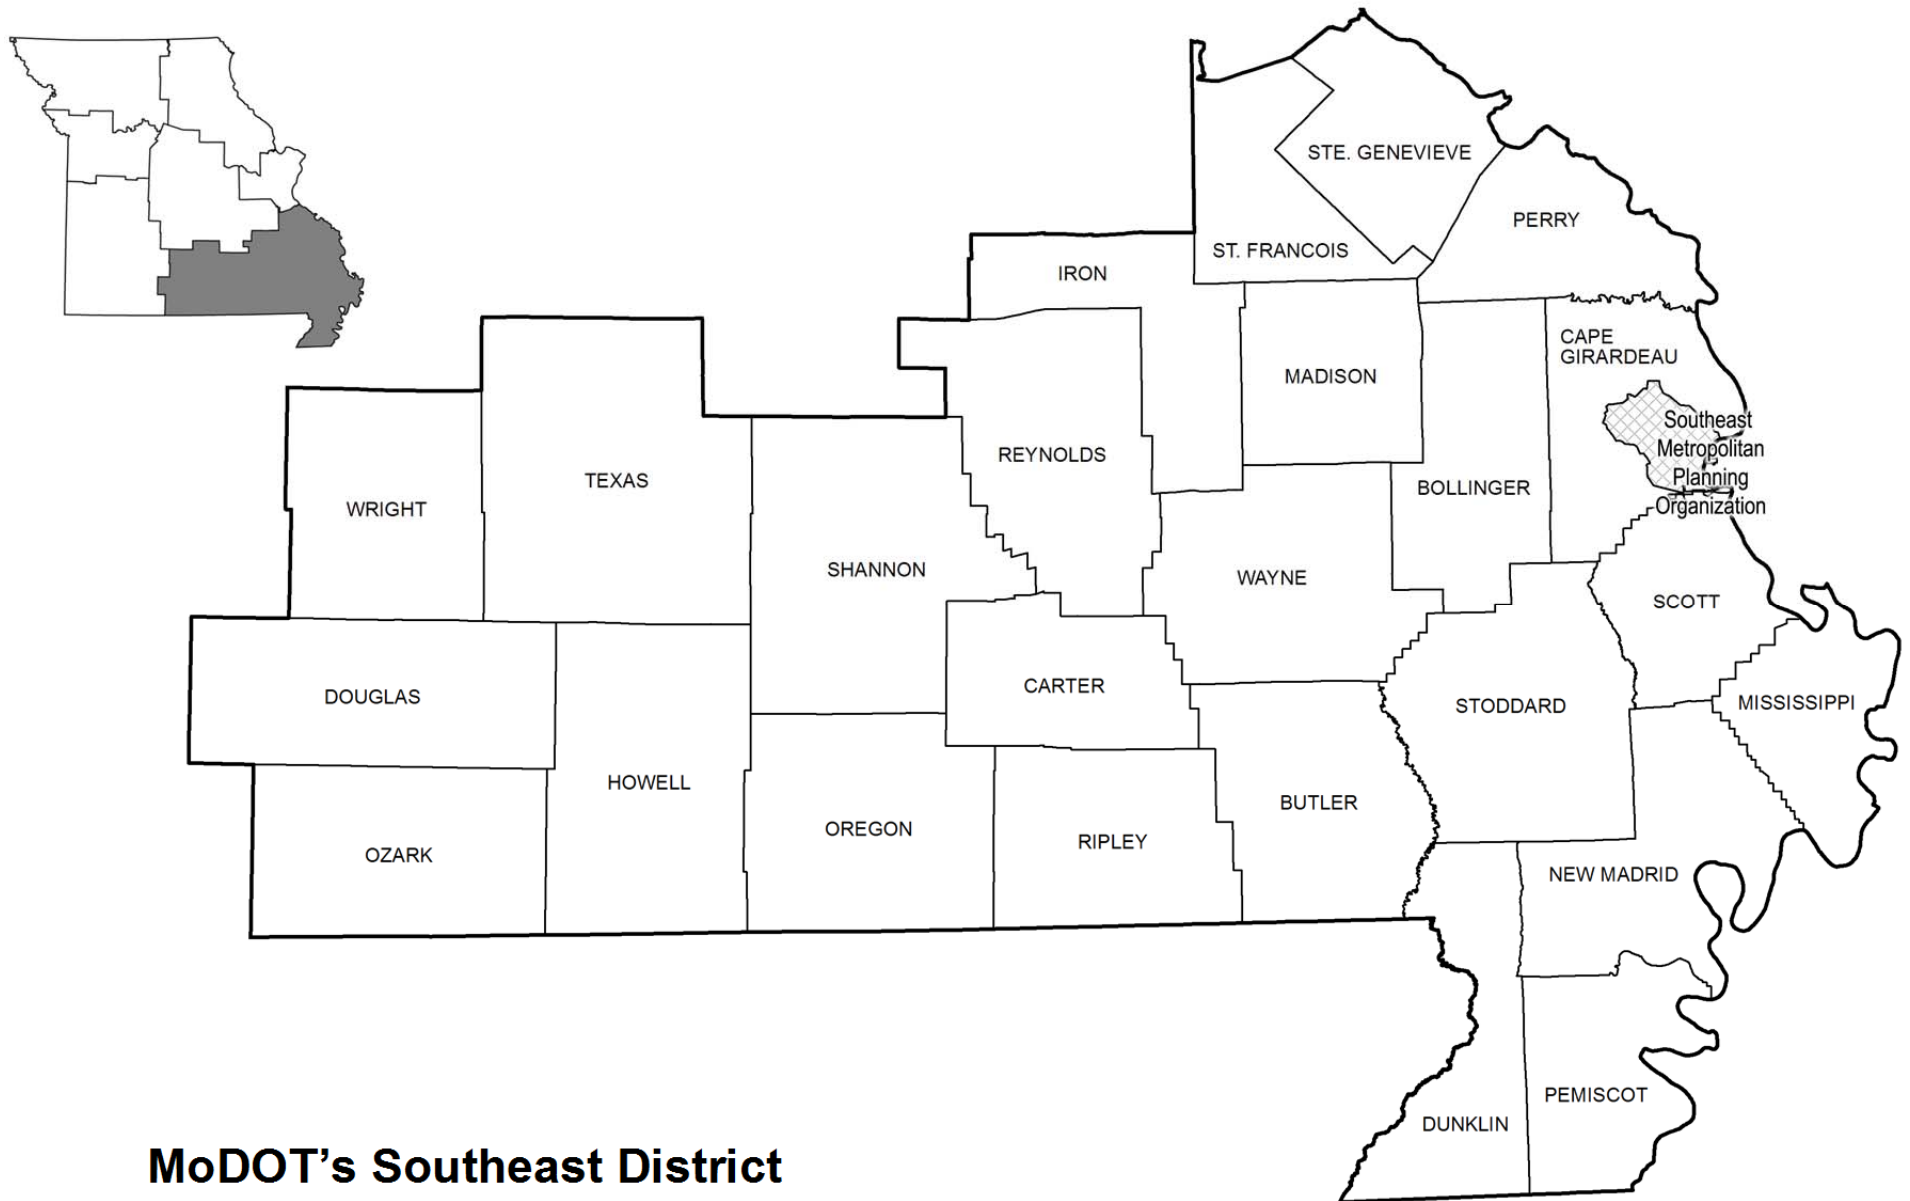 STE. GENEVIEVE
PERRY
ST. FRANCOIS
IRON
CAPE
GIRARDEAU
MADISON
Southeast
Metropolitan
Planning
Organization
REYNOLDS
TEXAS
BOLLINGER
WRIGHT
SHANNON
WAYNE
SCOTT
CARTER
DOUGLAS
MISSISSIPPI
STODDARD
HOWELL
BUTLER
OREGON
RIPLEY
OZARK
NEW MADRID
PEMISCOT
DUNKLIN
MoDOT’s Southeast District